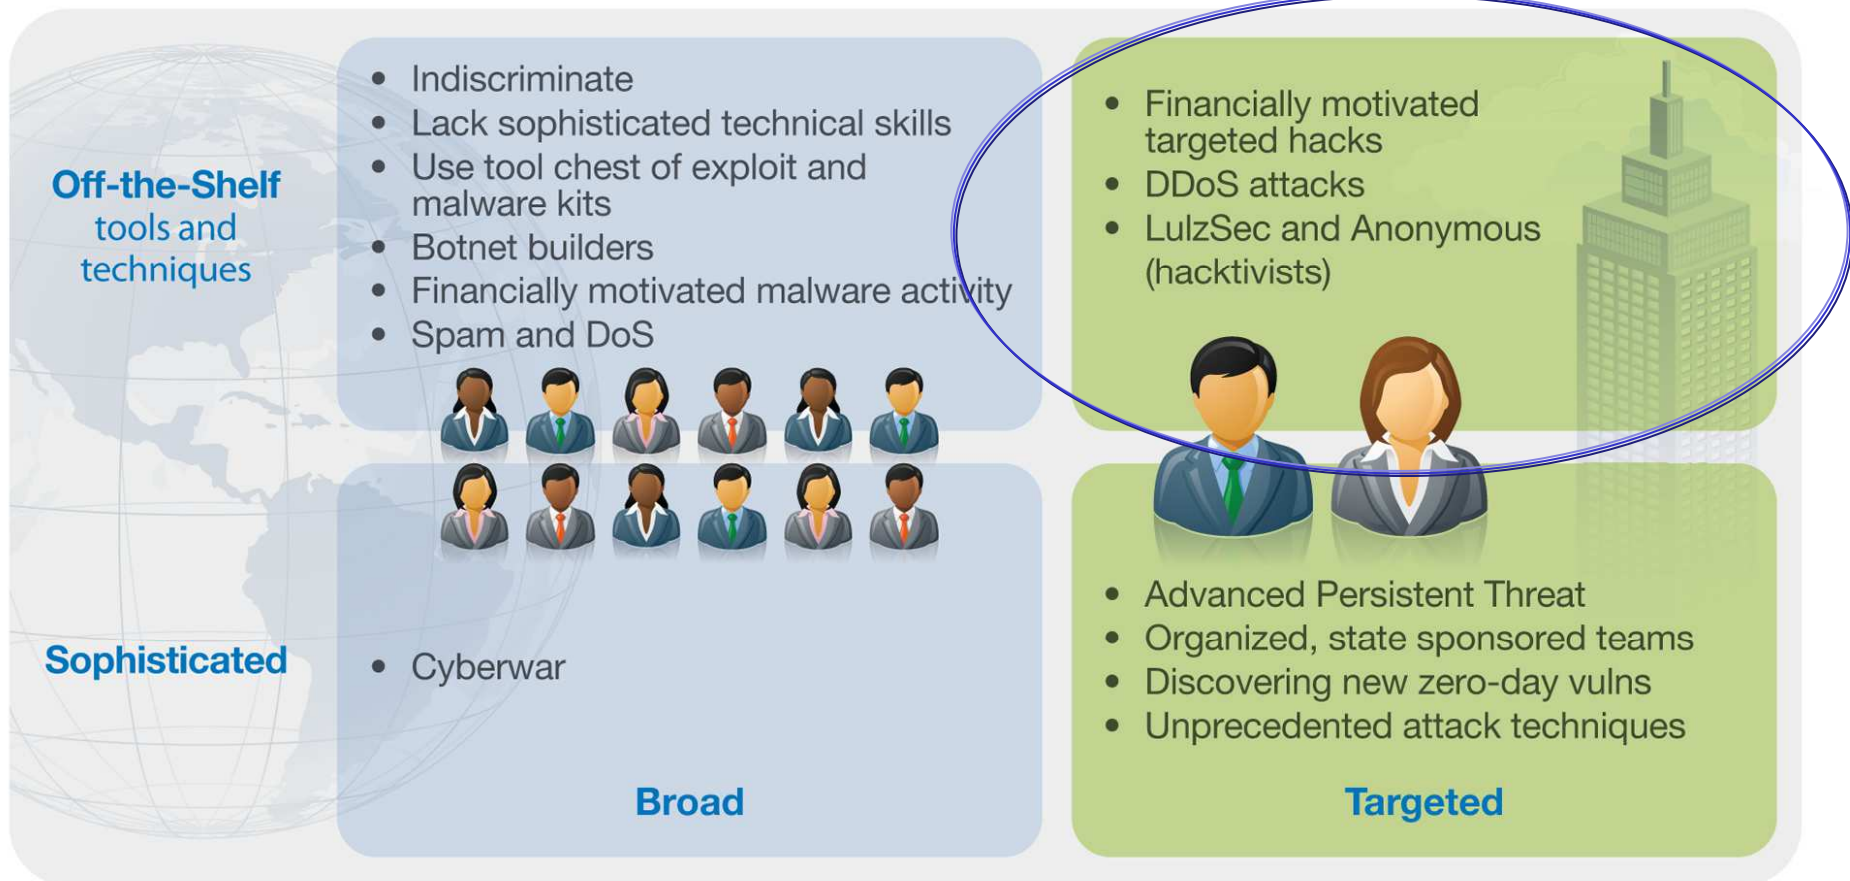 Off-the-Shelf
tools and
techniques
• Indiscriminate
• Lack sophisticated technical skills
• Use tool chest of exploit and
malware kits
• Botnet builders
• Financially motivated malware activity
• Spam and DoS
• Financially motivated
targeted hacks
• DDoS attacks
• LulzSec and Anonymous
(hacktivists)
Sophisticated
• Cyberwar
• Advanced Persistent Threat
• Organized, state sponsored teams
• Discovering new zero-day vulns
• Unprecedented attack techniques
Broad
Targeted